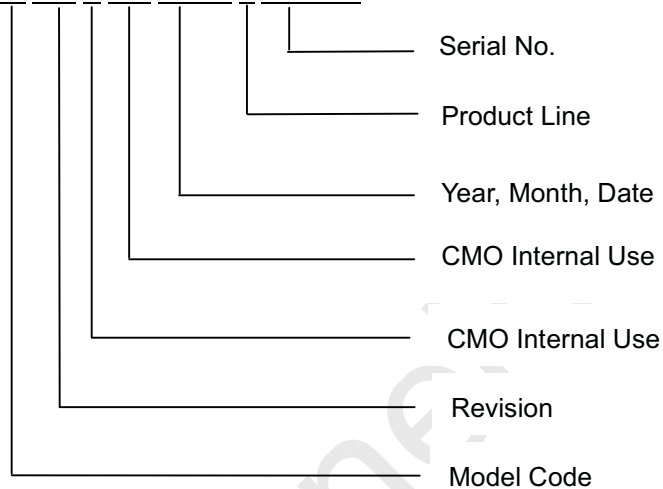 Serial No.
Product Line
Year, Month, Date
CMO Internal Use
CMO Internal Use
Revision
Model Code